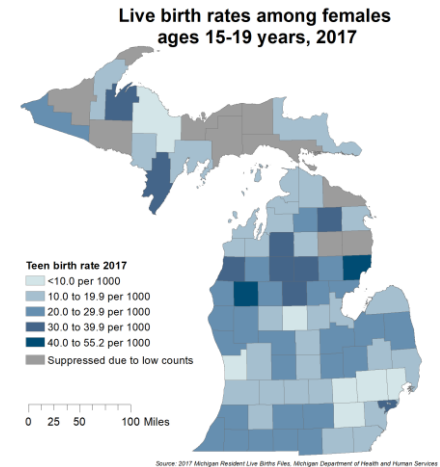 Live birth rates among females
ages 15-19 years, 2017
Teen birth rate 2017
<10.0 per 1000
10.0 to 19.9 per 1000
20.0 to 29.9 per 1000
30.0 to 39.9 per 1000
40.0 to 55.2 per 1000
Suppressed due to low counts
0 25 50 100 Miles
Source: 2017 Michigan Resident Live Births Files, Michigan Department of Health and Human Services